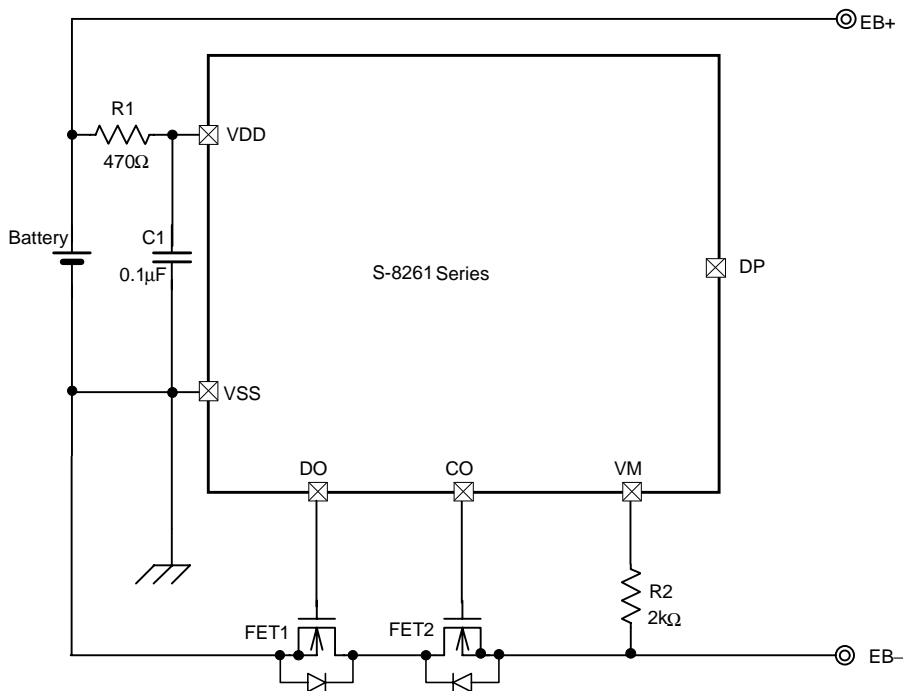 EB+
R1
VDD
470Ω
Battery
C1
0.1μF
S-8261 Series
DP
VSS
DO
CO
VM
R2
2kΩ
FET1
FET2
EB−